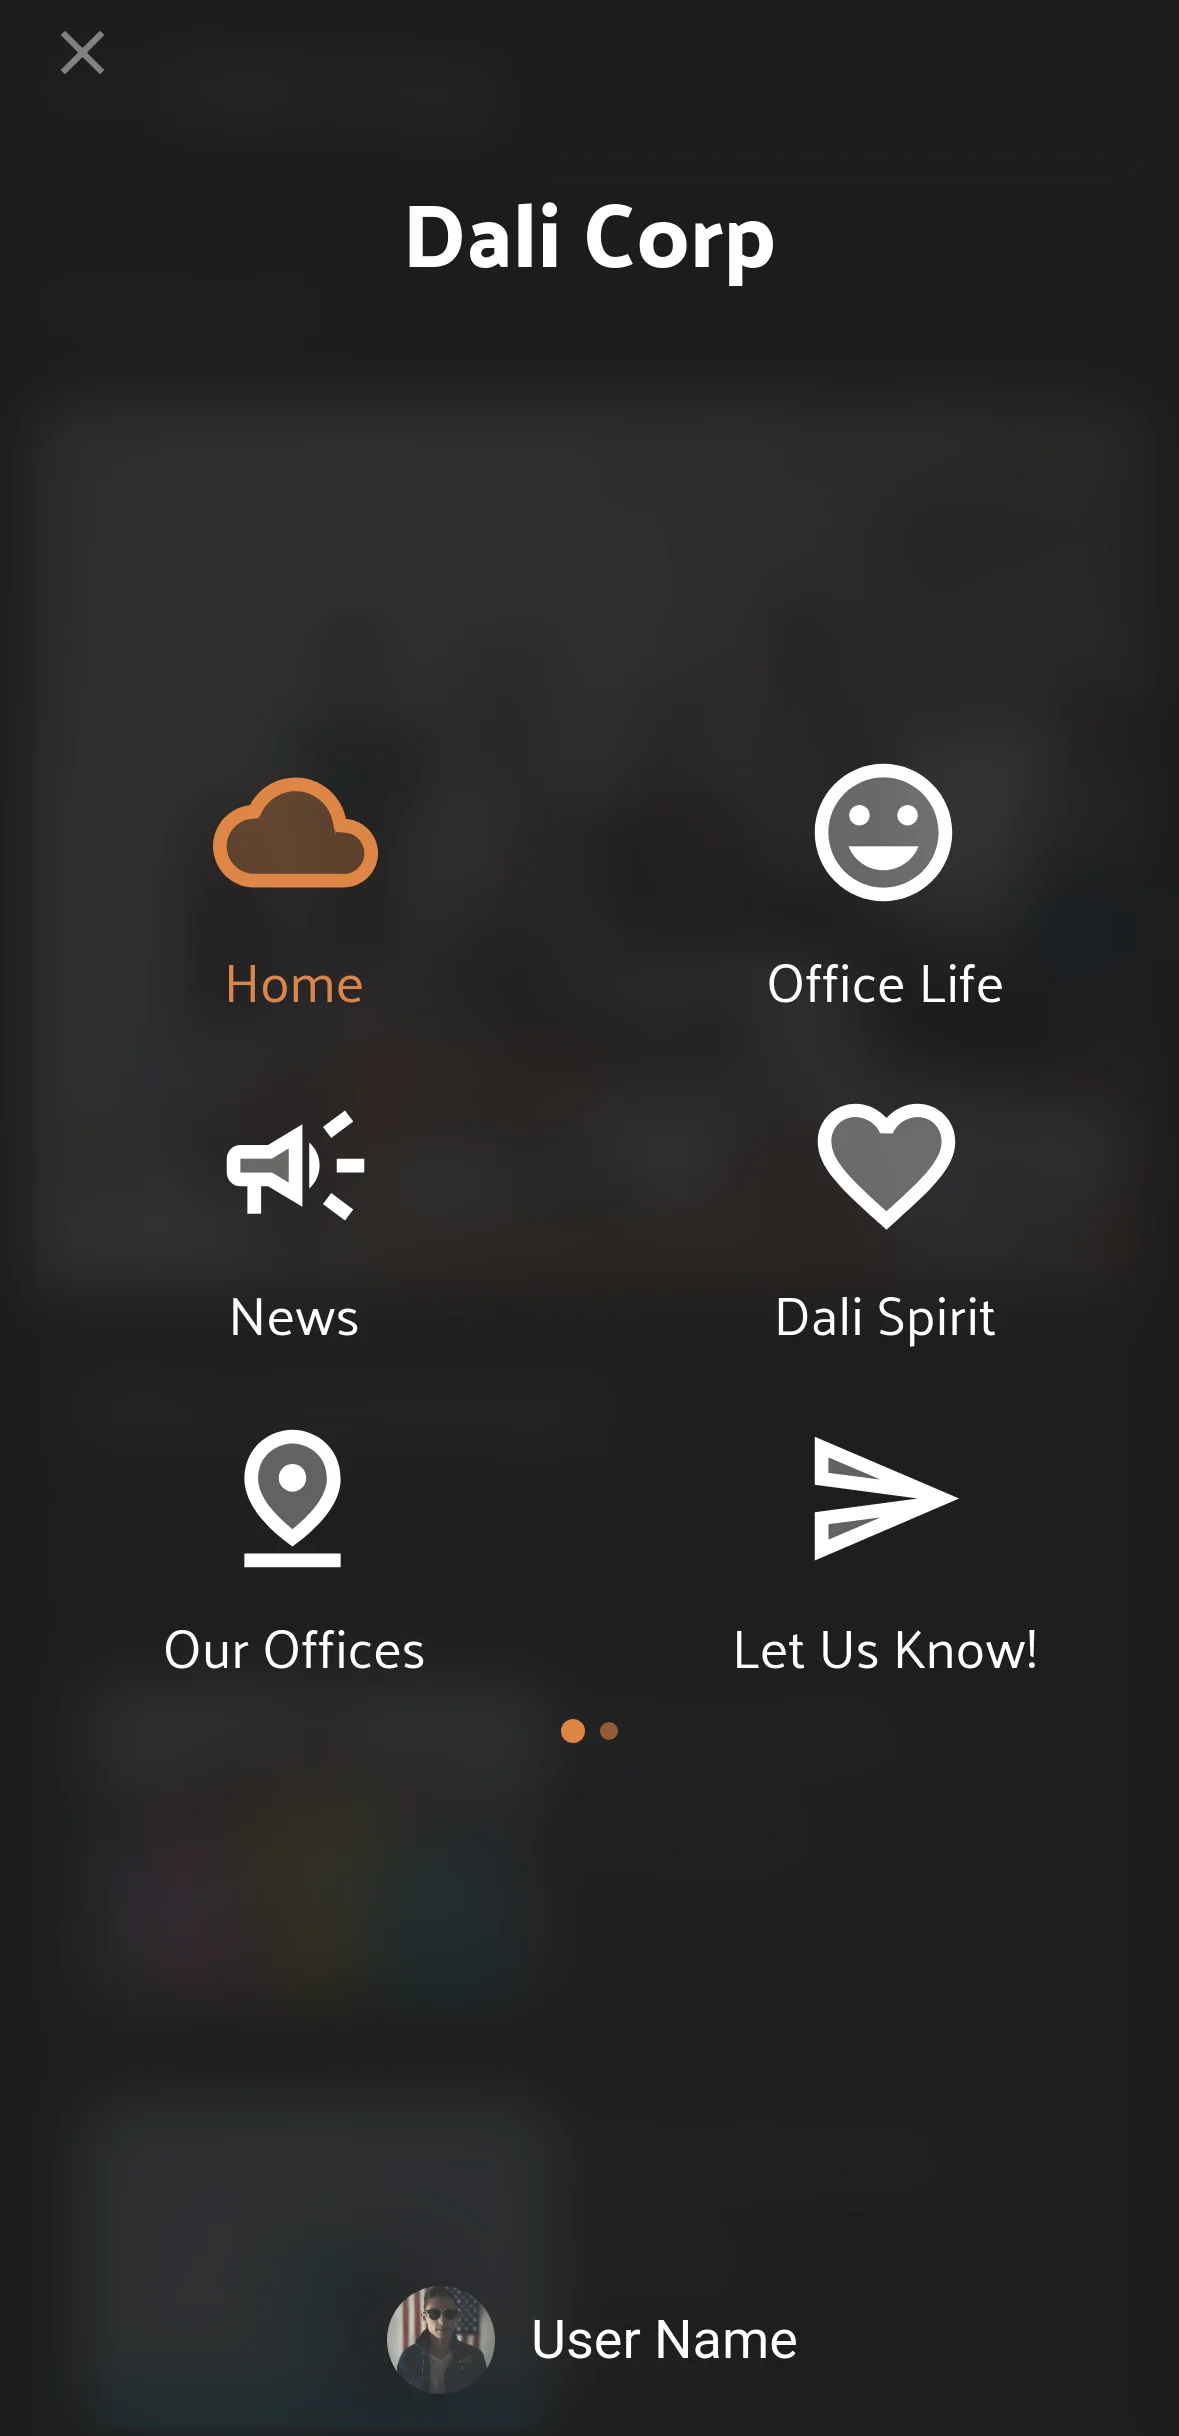 Dali Corp
Home
Office Life
News
Dali Spirit
Our Offices
Let Us Know!
User Name